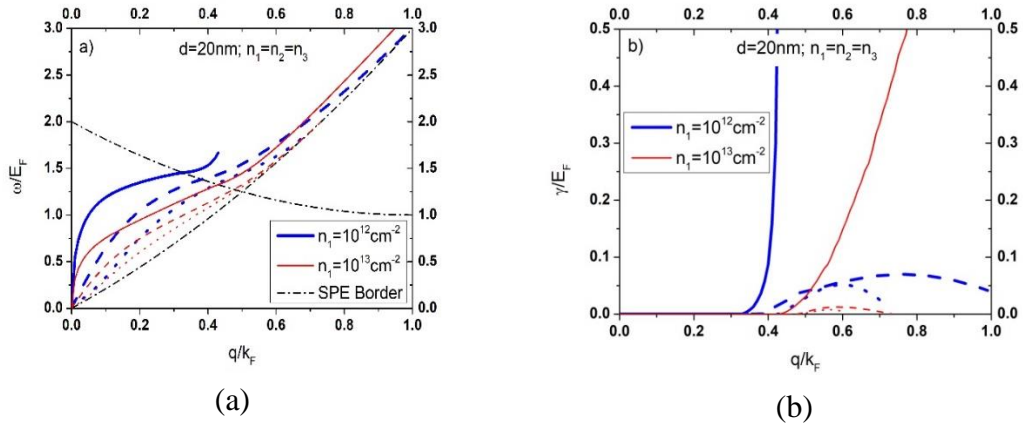 0.0 0.2 0.4 0.6 0.8 1.0
3.0 3.0
a) d=20nm; n₁=n₂=n₃
2.5 2.5
2.0 2.0
1.5 1.5
1.0 1.0
0.5 0.5
0.0 0.0
ω/E_F
n₁=10¹²cm⁻²
n₁=10¹³cm⁻²
SPE Border
0.0 0.2 0.4 0.6 0.8 1.0
q/k_F
(a)
0.0 0.2 0.4 0.6 0.8 1.0
0.5 0.5
b) d=20nm; n₁=n₂=n₃
0.4 0.4
0.3 0.3
0.2 0.2
0.1 0.1
0.0 0.0
γ/E_F
n₁=10¹²cm⁻²
n₁=10¹³cm⁻²
0.0 0.2 0.4 0.6 0.8 1.0
q/k_F
(b)